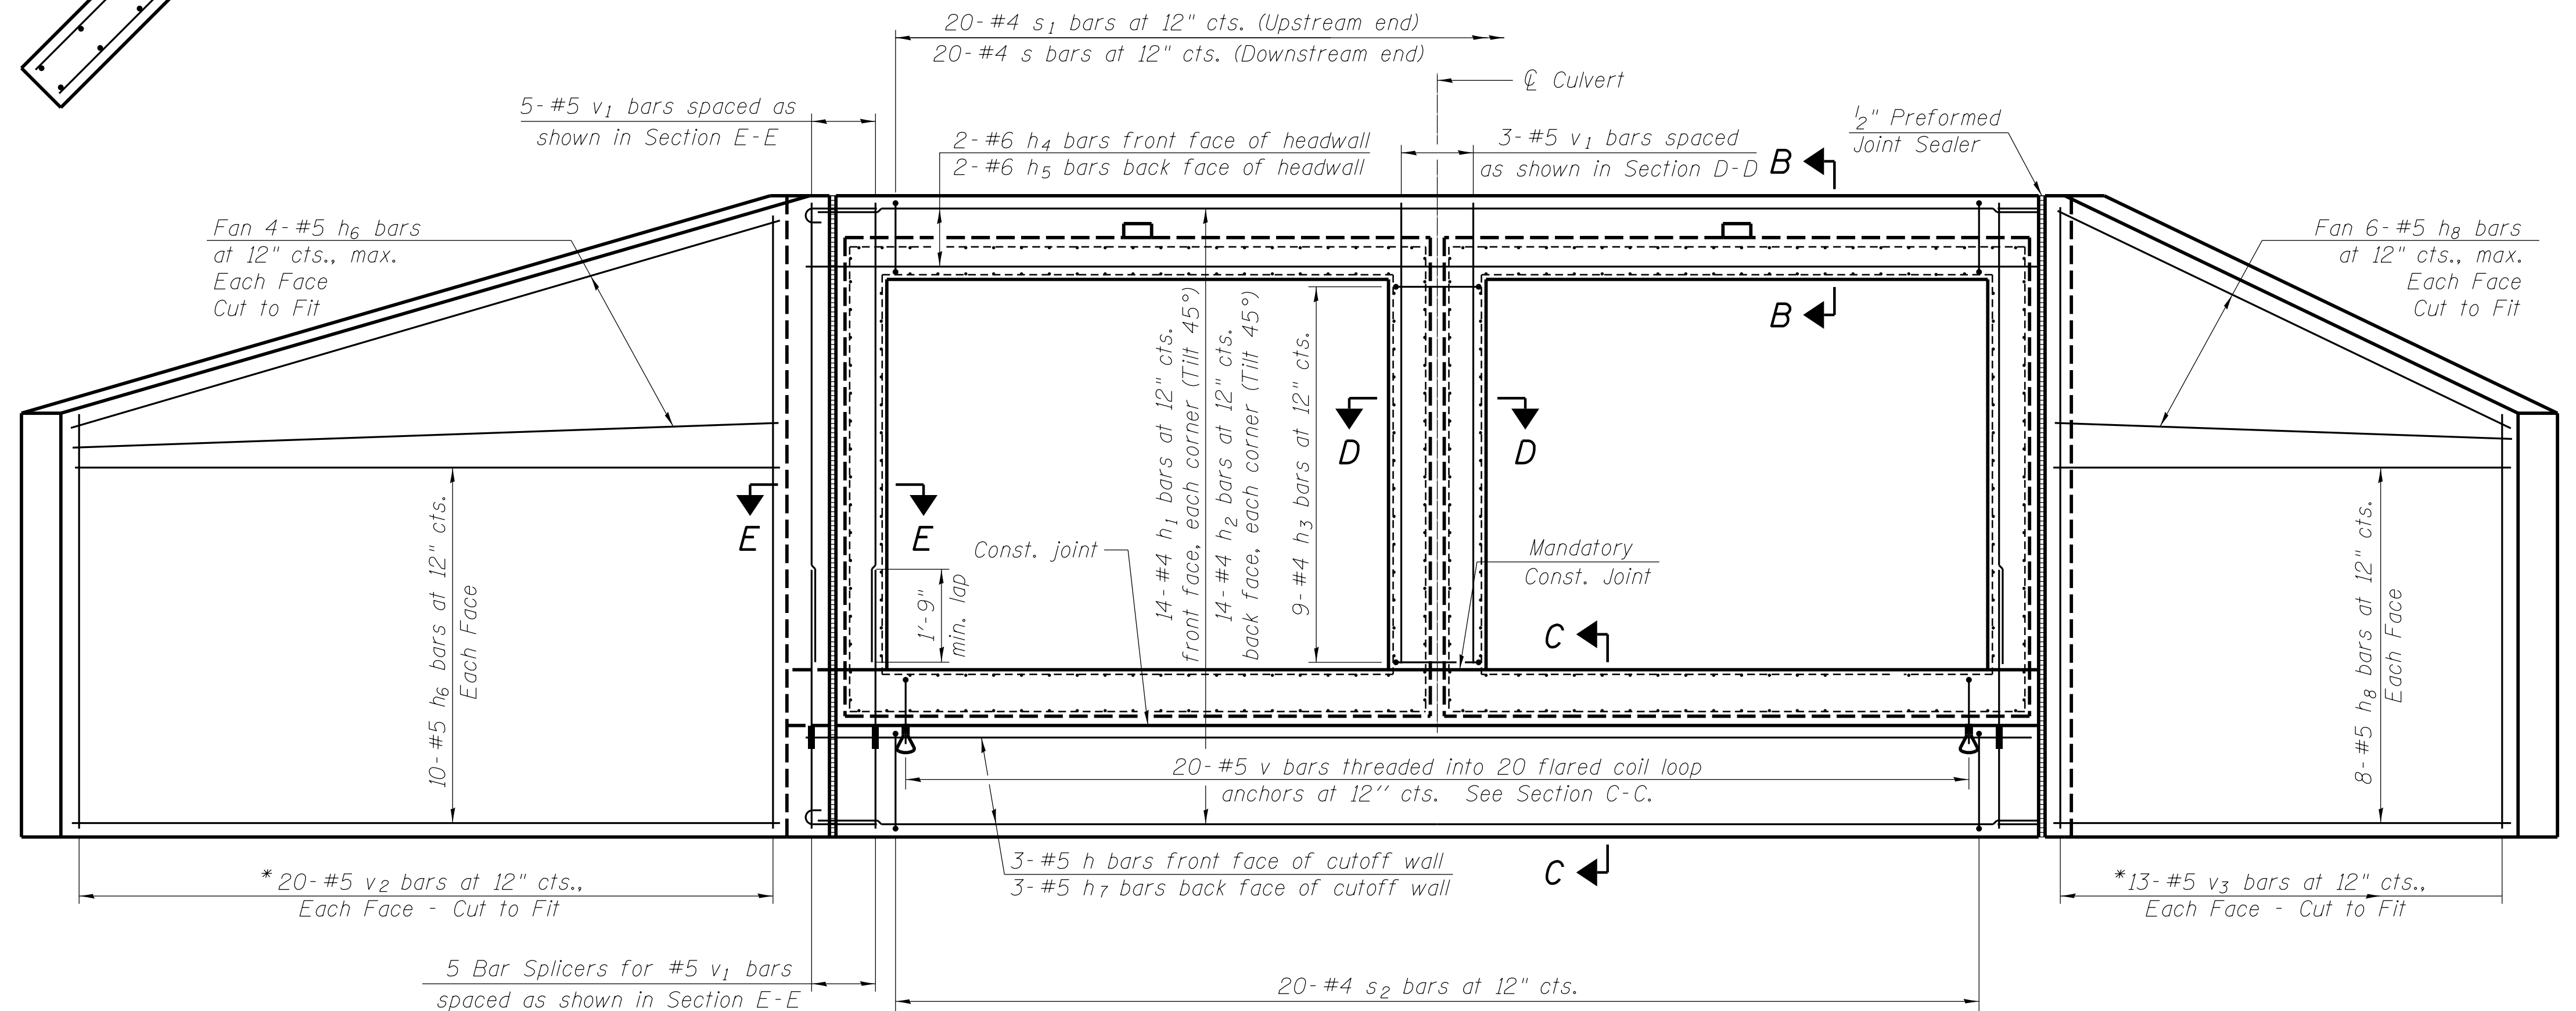 20-#4 s1 bars at 12" cts. (Upstream end)
20-#4 s bars at 12" cts. (Downstream end)
℄ Culvert
5-#5 v1 bars spaced as
shown in Section E-E
2-#6 h4 bars front face of headwall
2-#6 h5 bars back face of headwall
3-#5 v1 bars spaced
as shown in Section D-D
B
1/2" Preformed
Joint Sealer
Fan 4-#5 h6 bars
at 12" cts., max.
Each Face
Cut to Fit
Fan 6-#5 h8 bars
at 12" cts., max.
Each Face
Cut to Fit
B
14-#4 h1 bars at 12" cts.
front face, each corner (Tilt 45°)
14-#4 h2 bars at 12" cts.
back face, each corner (Tilt 45°)
9-#4 h3 bars at 12" cts.
D
D
E
E
10-#5 h6 bars at 12" cts.
Each Face
Const. joint
1'-9"
min. lap
Mandatory
Const. Joint
C
8-#5 h8 bars at 12" cts.
Each Face
20-#5 v bars threaded into 20 flared coil loop
anchors at 12'' cts. See Section C-C.
3-#5 h bars front face of cutoff wall
3-#5 h7 bars back face of cutoff wall
C
*20-#5 v2 bars at 12" cts.,
Each Face - Cut to Fit
*13-#5 v3 bars at 12" cts.,
Each Face - Cut to Fit
5 Bar Splicers for #5 v1 bars
spaced as shown in Section E-E
20-#4 s2 bars at 12" cts.